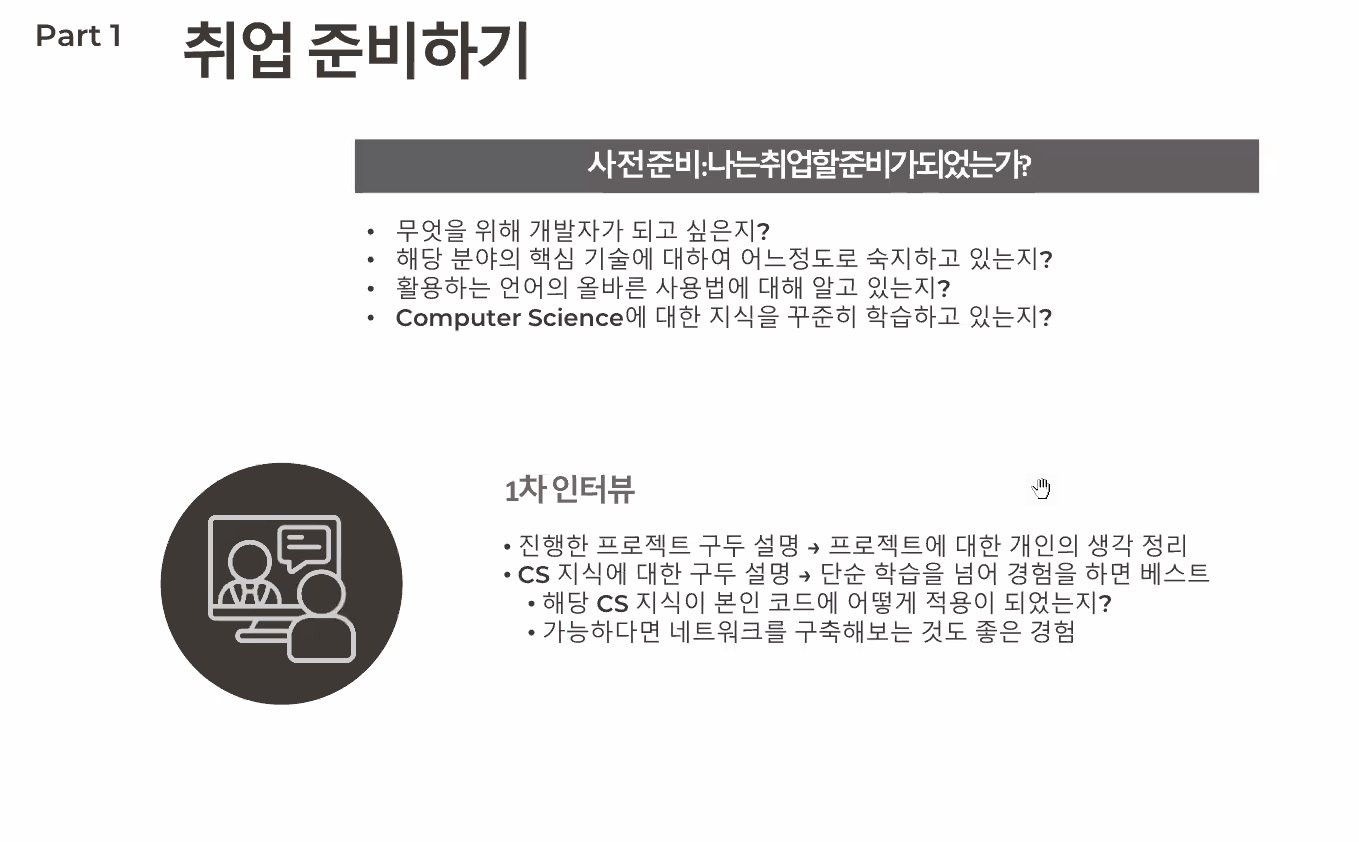 Part 1
취업 준비하기
사전 준비:나는취업할준비가되었는가?
• 무엇을 위해 개발자가 되고 싶은지?
• 해당 분야의 핵심 기술에 대하여 어느정도로 숙지하고 있는지?
• 활용하는 언어의 올바른 사용법에 대해 알고 있는지?
• Computer Science에 대한 지식을 꾸준히 학습하고 있는지?
1차 인터뷰
• 진행한 프로젝트 구두 설명 → 프로젝트에 대한 개인의 생각 정리
• CS 지식에 대한 구두 설명 → 단순 학습을 넘어 경험을 하면 베스트
• 해당 CS 지식이 본인 코드에 어떻게 적용이 되었는지?
• 가능하다면 네트워크를 구축해보는 것도 좋은 경험